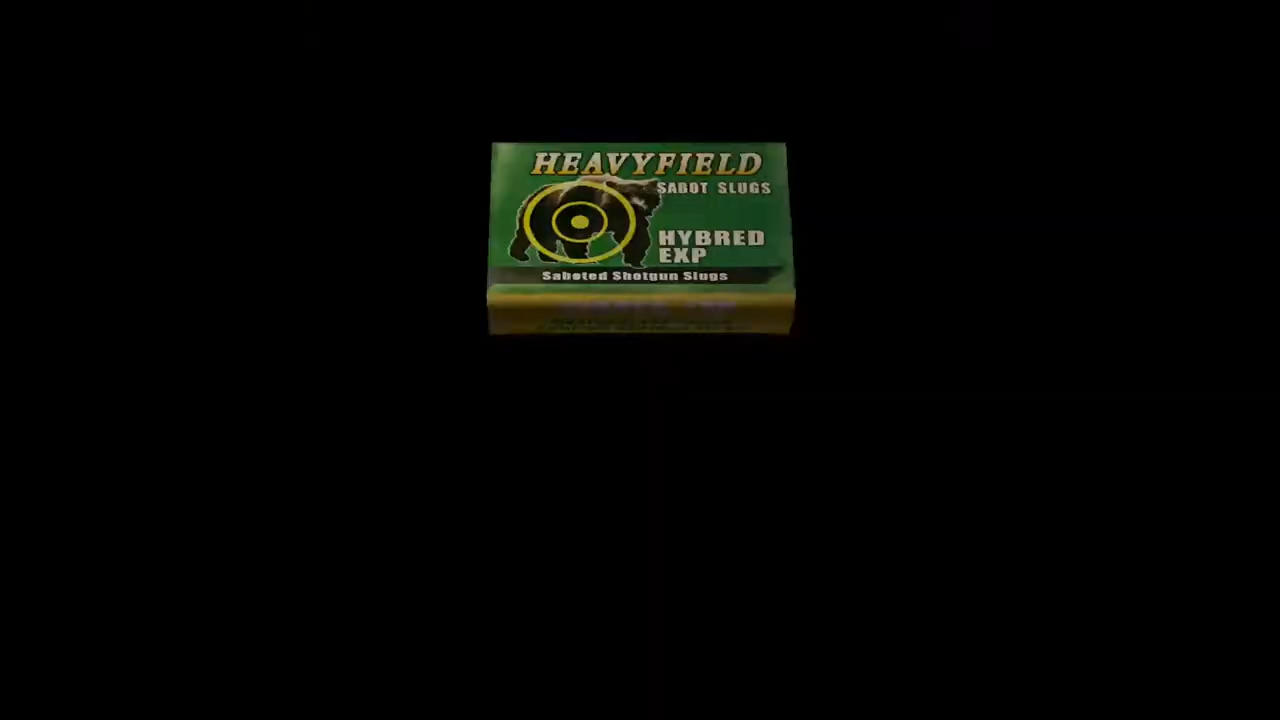 HEAVYFIELD
SABOT SLUGS
HYBRED
EXP
Saboted Shotgun Slugs